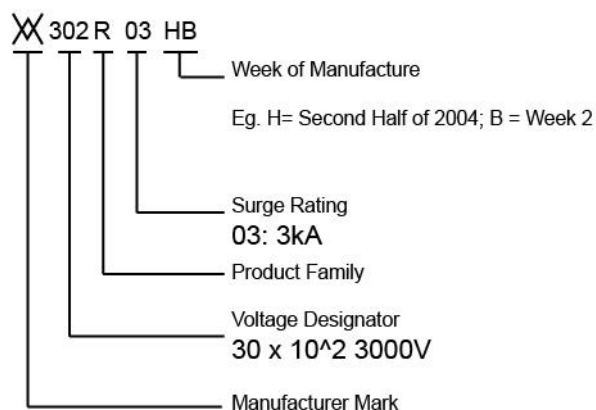 302 R 03 HB
Week of Manufacture
Eg. H= Second Half of 2004; B = Week 2
Surge Rating
03: 3kA
Product Family
Voltage Designator
30 x 10^2 3000V
Manufacturer Mark